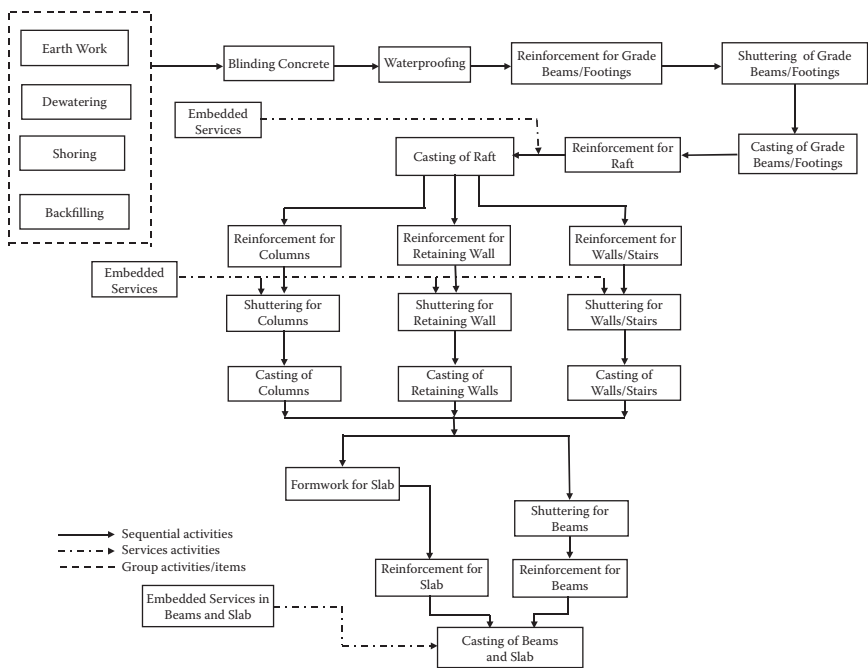 Earth Work
Dewatering
Shoring
Backfilling
Blinding Concrete
Waterproofing
Reinforcement for Grade
Beams/Footings
Shuttering of Grade
Beams/Footings
Embedded
Services
Casting of Raft
Reinforcement for
Raft
Casting of Grade
Beams/Footings
Reinforcement for
Columns
Reinforcement for
Retaining Wall
Reinforcement for
Walls/Stairs
Embedded
Services
Shuttering for
Columns
Shuttering for
Retaining Wall
Shuttering for
Walls/Stairs
Casting of
Columns
Casting of
Retaining Walls
Casting of
Walls/Stairs
Formwork for Slab
Shuttering for
Beams
Sequential activities
Services activities
Group activities/items
Reinforcement for
Slab
Reinforcement for
Beams
Embedded Services in
Beams and Slab
Casting of Beams
and Slab